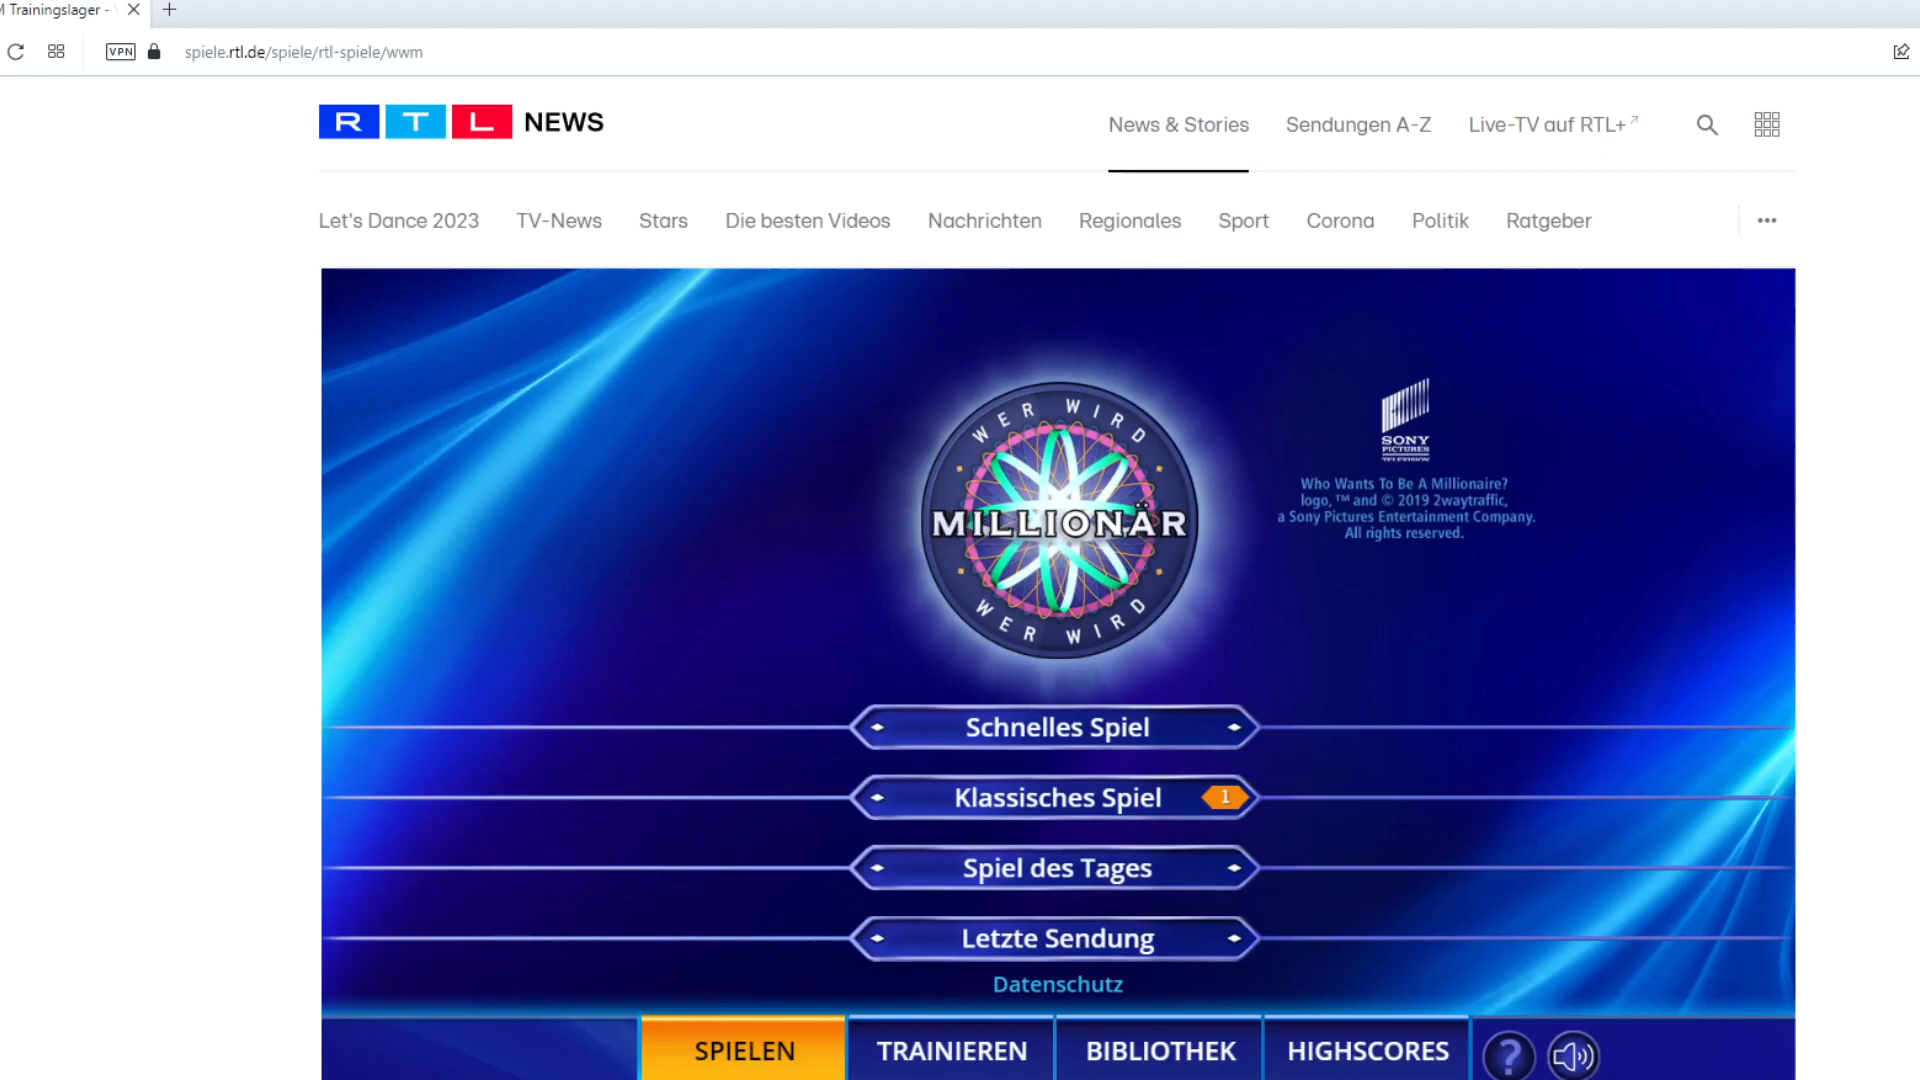 M Trainingslager -
VPN
spiele.rtl.de/spiele/rtl-spiele/wwm
RTL NEWS
News & Stories
Sendungen A-Z
Live-TV auf RTL+
Let's Dance 2023
TV-News
Stars
Die besten Videos
Nachrichten
Regionales
Sport
Corona
Politik
Ratgeber
WER WIRD
MILLIONÄR
WER WIRD
SONY
PICTURES
TELEVISION
Who Wants To Be A Millionaire?
logo, ™ and © 2019 2waytraffic,
a Sony Pictures Entertainment Company.
All rights reserved.
Schnelles Spiel
Klassisches Spiel 1
Spiel des Tages
Letzte Sendung
Datenschutz
SPIELEN
TRAINIEREN
BIBLIOTHEK
HIGHSCORES
?